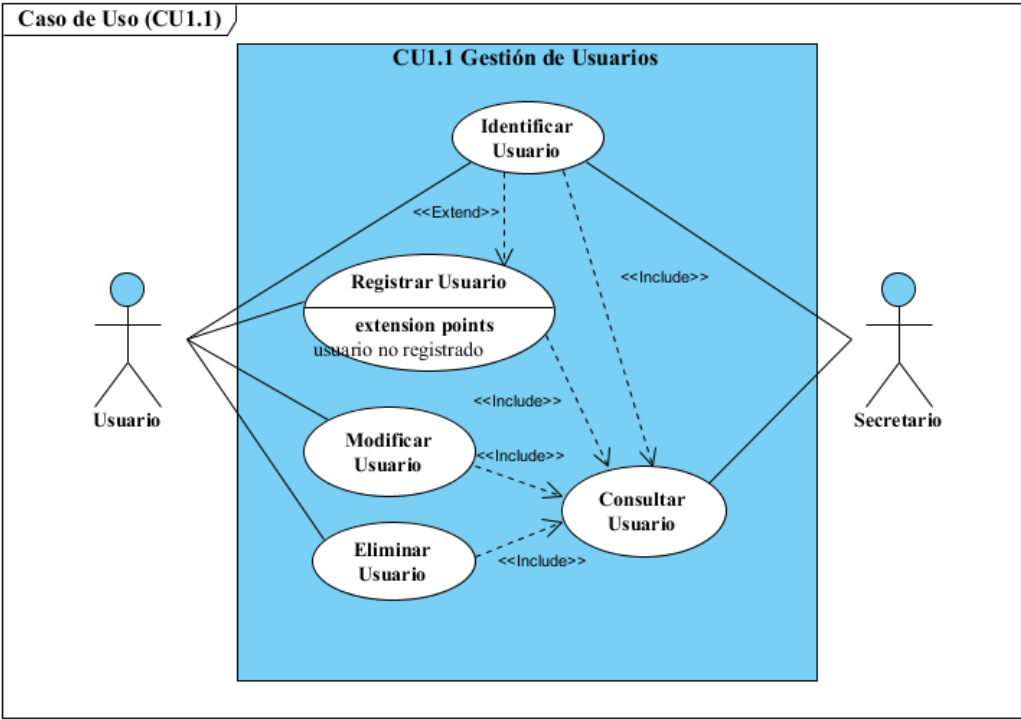 Caso de Uso (CU1.1)
CU1.1 Gestión de Usuarios
Identificar
Usuario
<<Extend>>
<<Include>>
Registrar Usuario
extension points
usuario no registrado
Usuario
Secretario
<<Include>>
Modificar
Usuario
<<Include>>
Consultar
Usuario
Eliminar
Usuario
<<Include>>